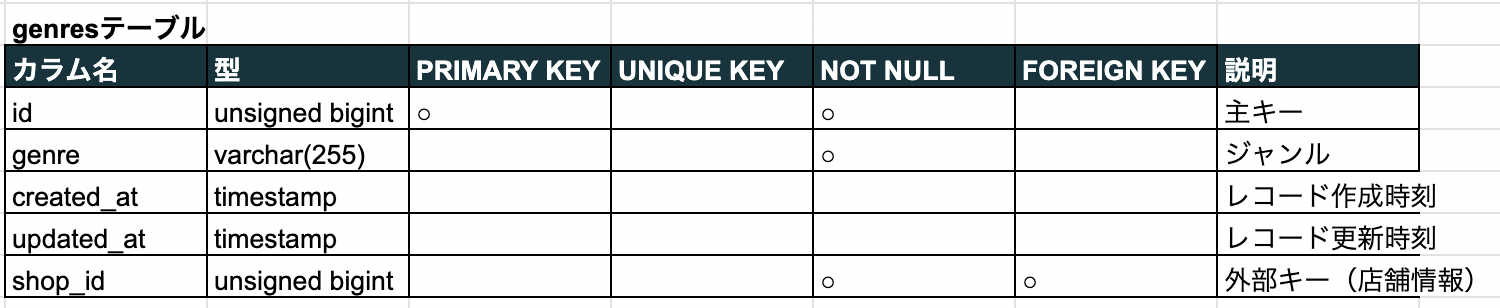 genresテーブル
カラム名 型 PRIMARY KEY UNIQUE KEY NOT NULL FOREIGN KEY 説明
id unsigned bigint ○ ○ 主キー
genre varchar(255) ○ ジャンル
created_at timestamp レコード作成時刻
updated_at timestamp レコード更新時刻
shop_id unsigned bigint ○ ○ 外部キー（店舗情報）